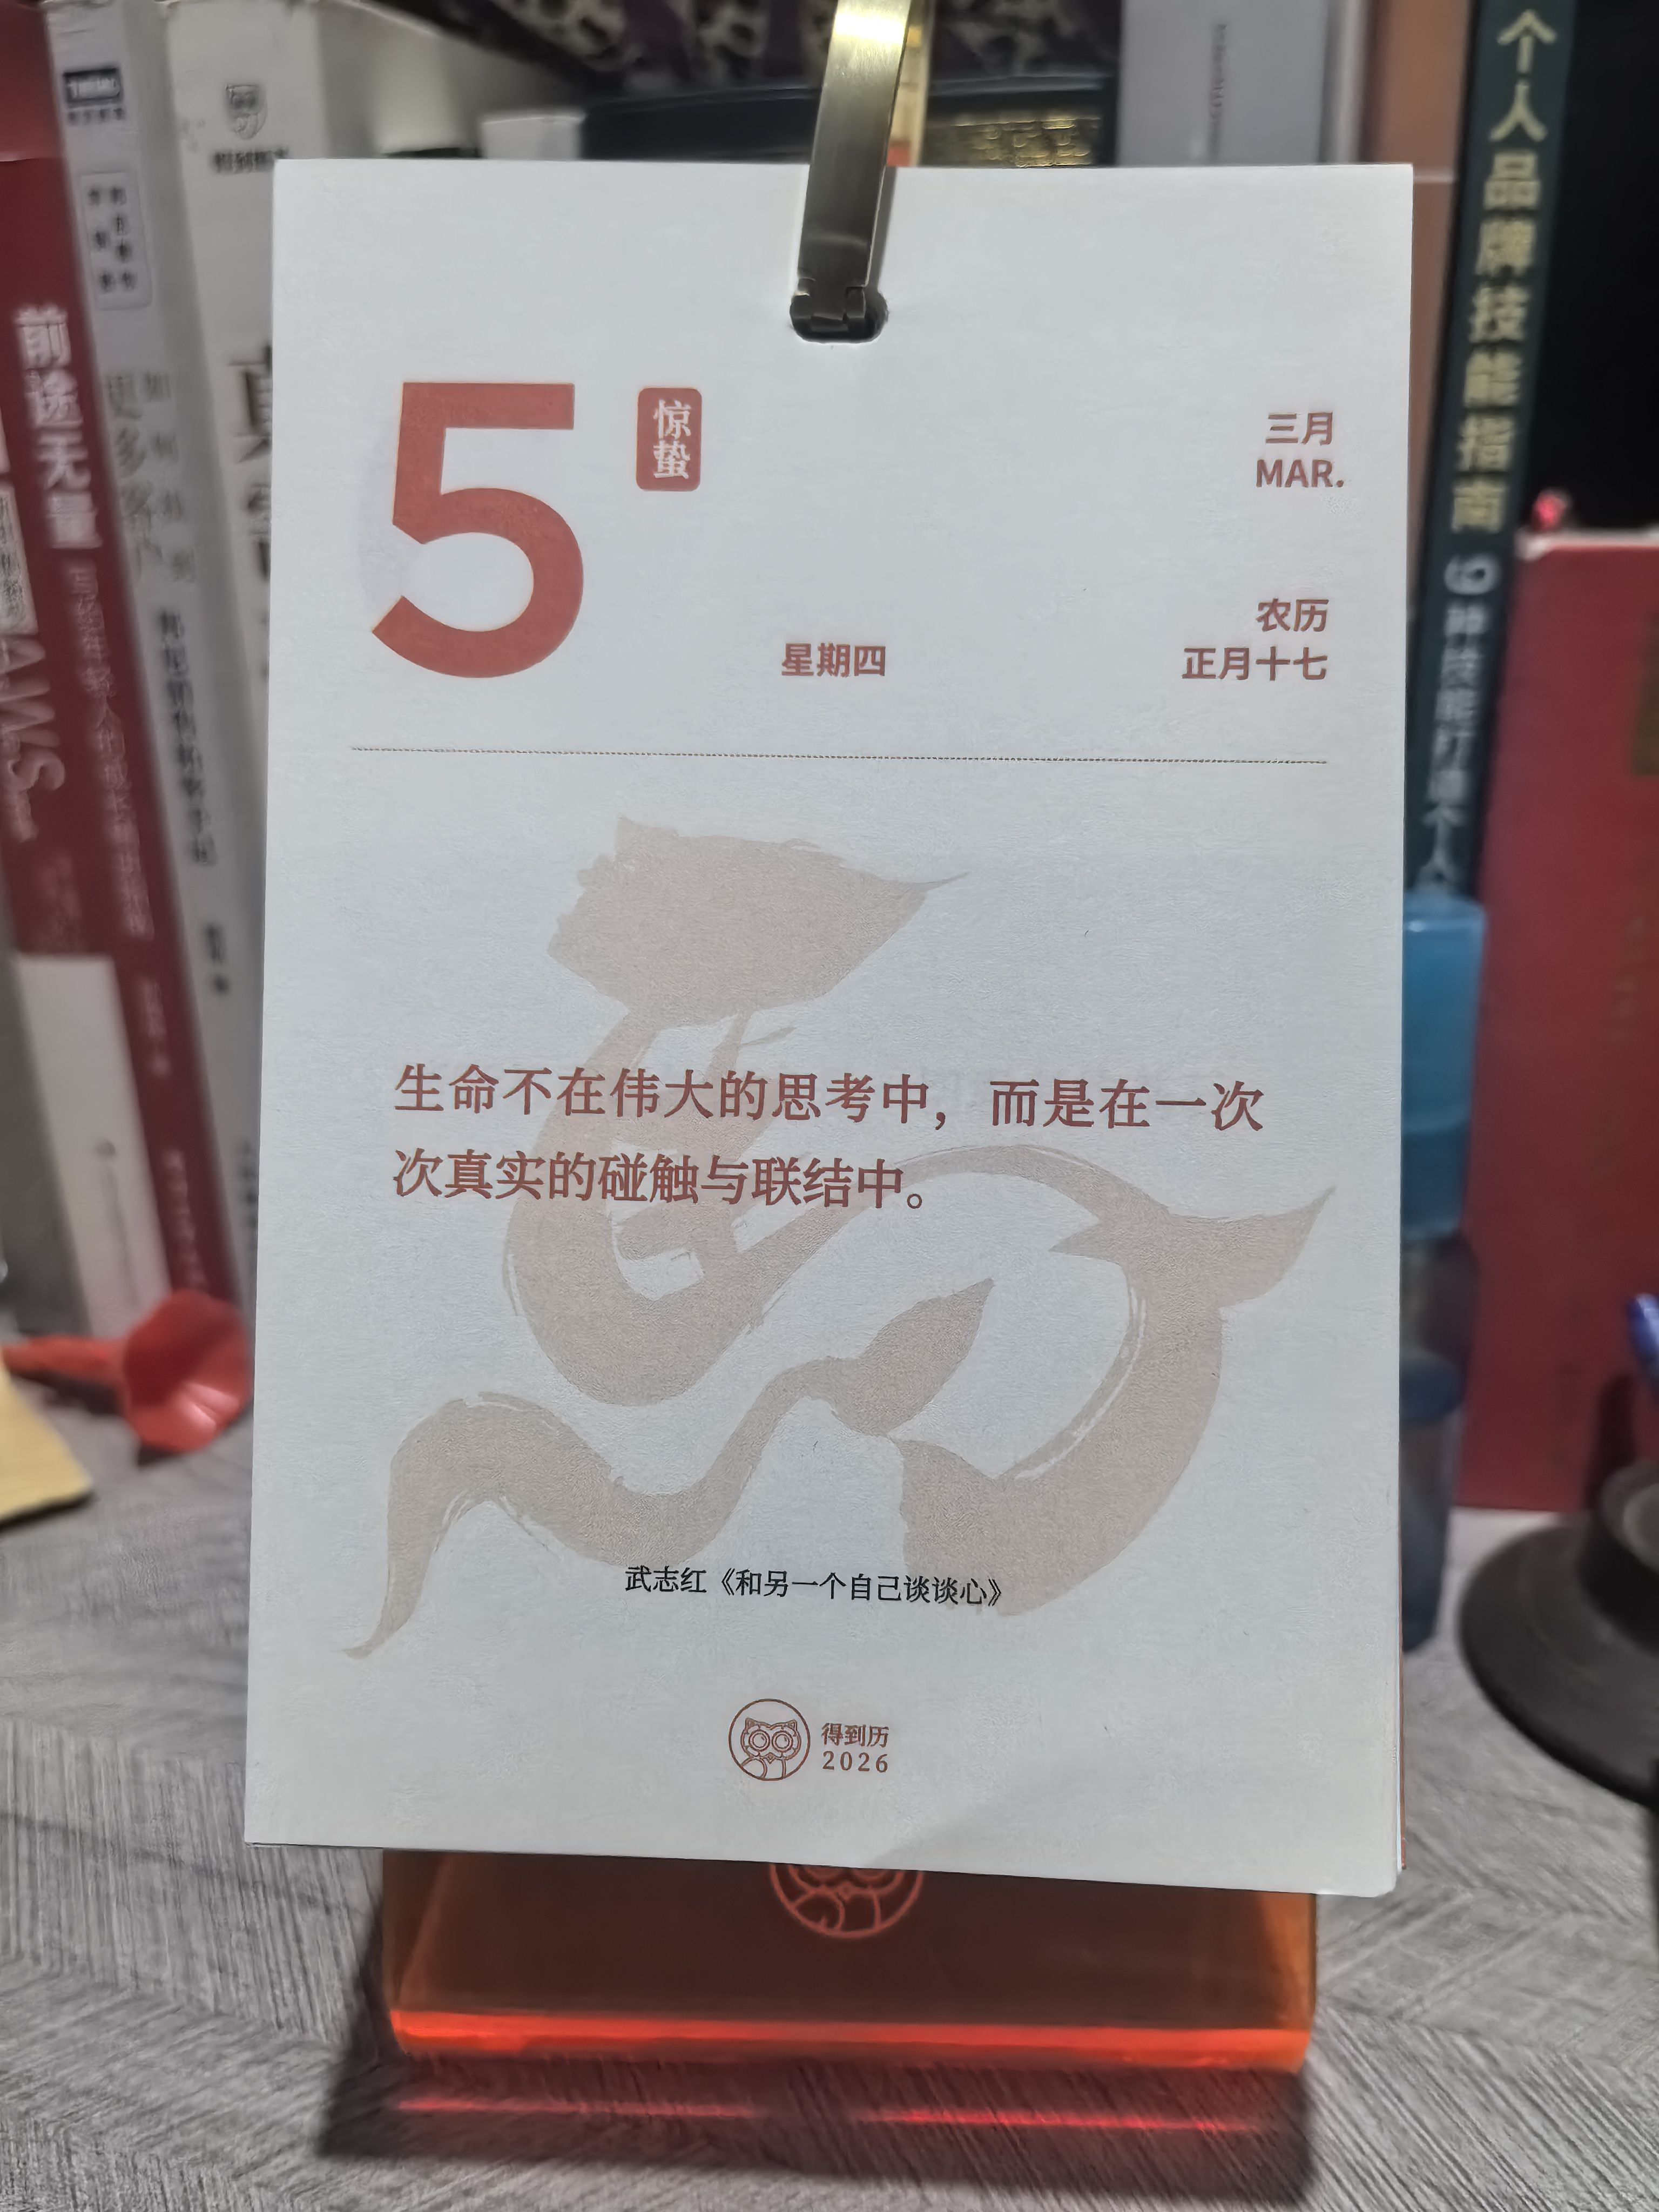 5
惊蛰
三月
MAR.
星期四
农历
正月十七
生命不在伟大的思考中，而是在一次
次真实的碰触与联结中。
武志红《和另一个自己谈谈心》
得到历
2026
前途无量
个人品牌技能指南